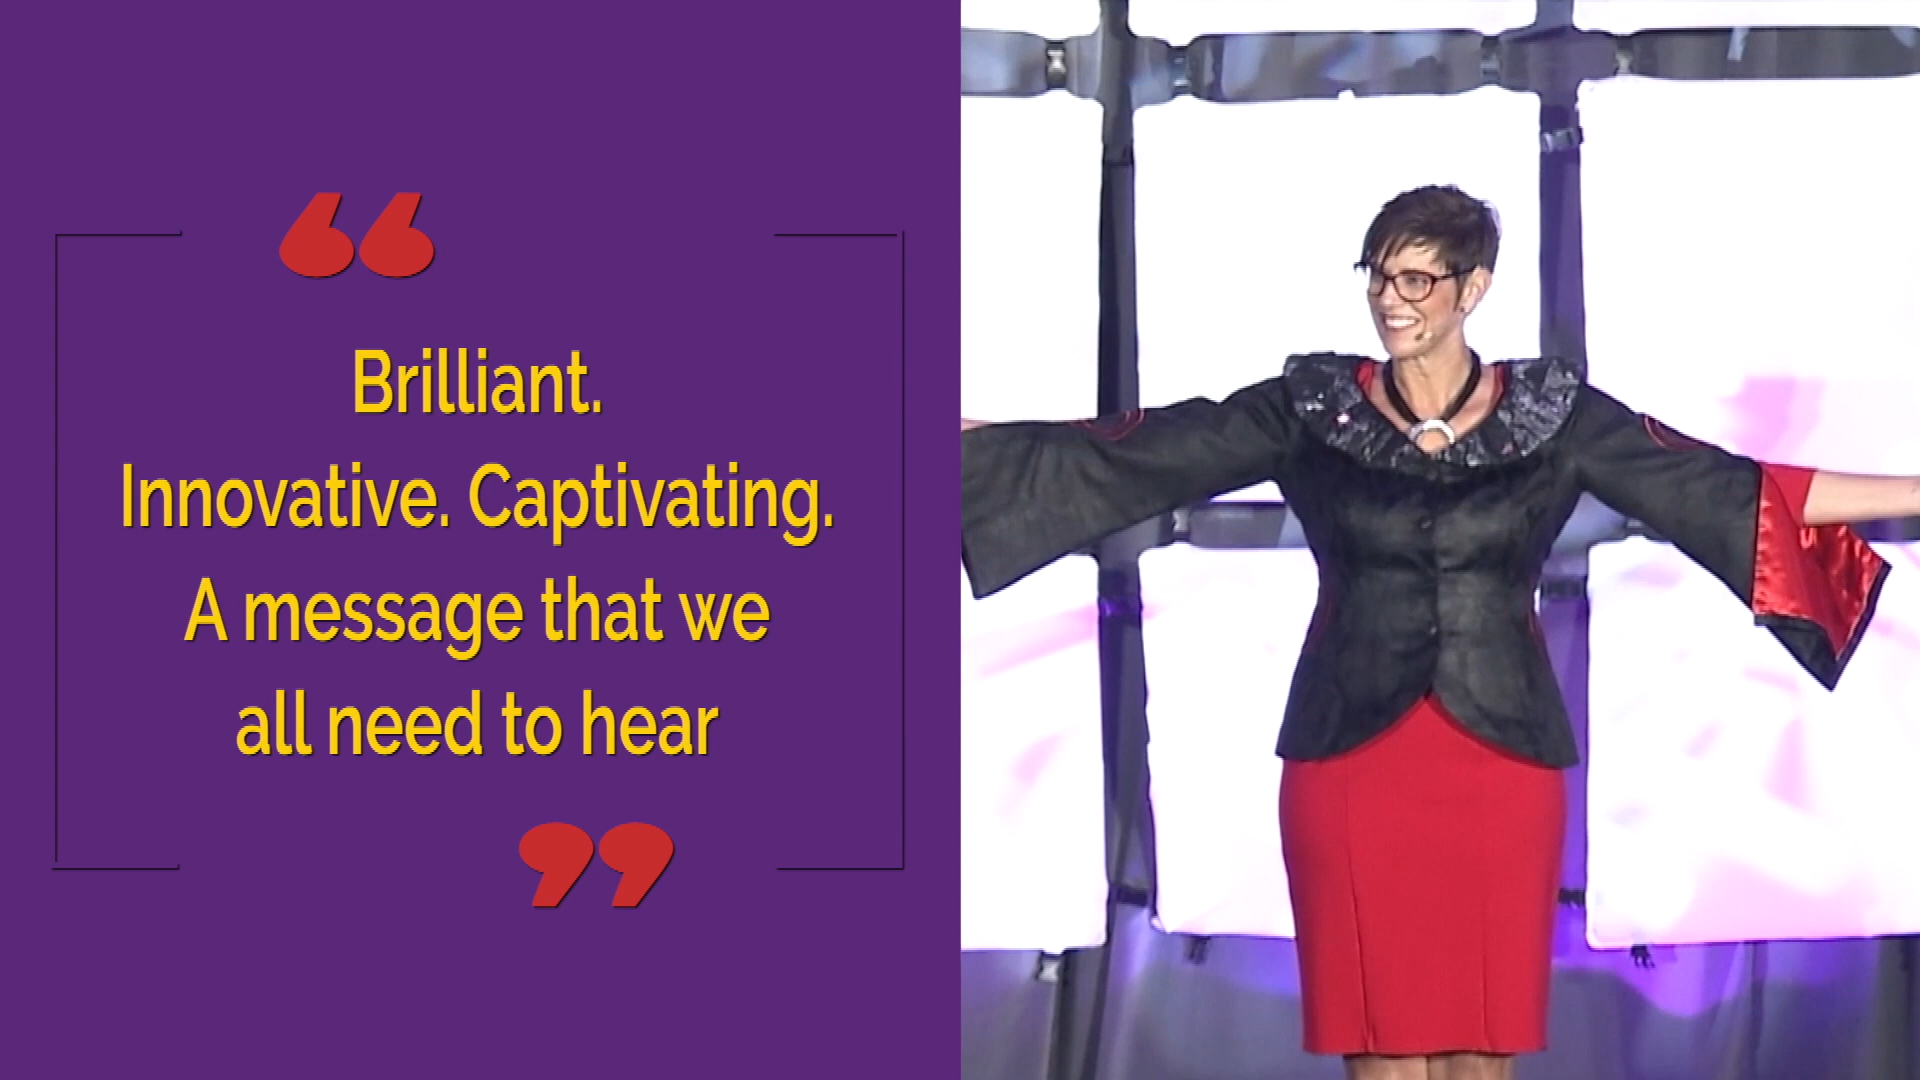 “
Brilliant.
Innovative. Captivating.
A message that we
all need to hear
”